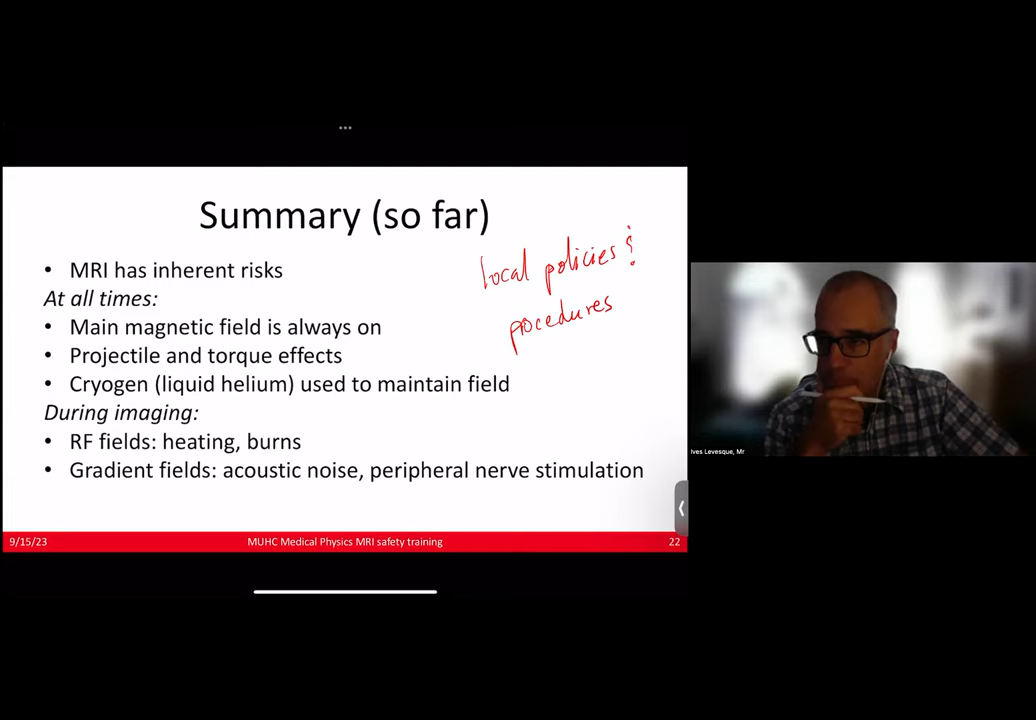 Summary (so far)
local policies &
procedures
• MRI has inherent risks
At all times:
• Main magnetic field is always on
• Projectile and torque effects
• Cryogen (liquid helium) used to maintain field
During imaging:
• RF fields: heating, burns
• Gradient fields: acoustic noise, peripheral nerve stimulation
9/15/23
MUHC Medical Physics MRI safety training
22
Ives Levesque, Mr